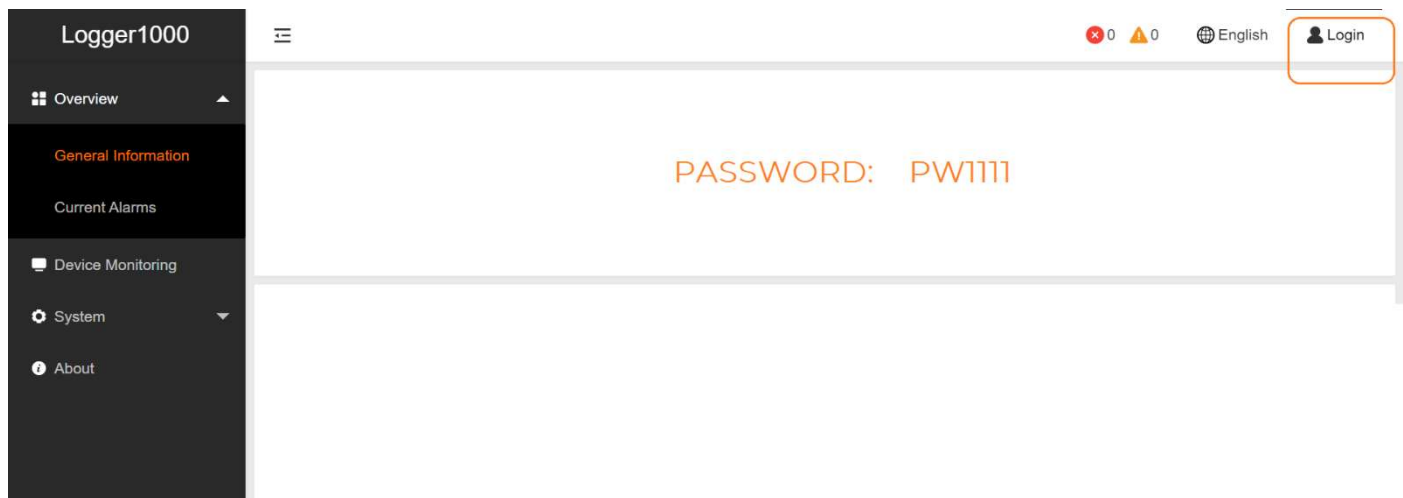 Logger1000
0 0 English Login
Overview
General Information
Current Alarms
Device Monitoring
System
About
PASSWORD: PW1111